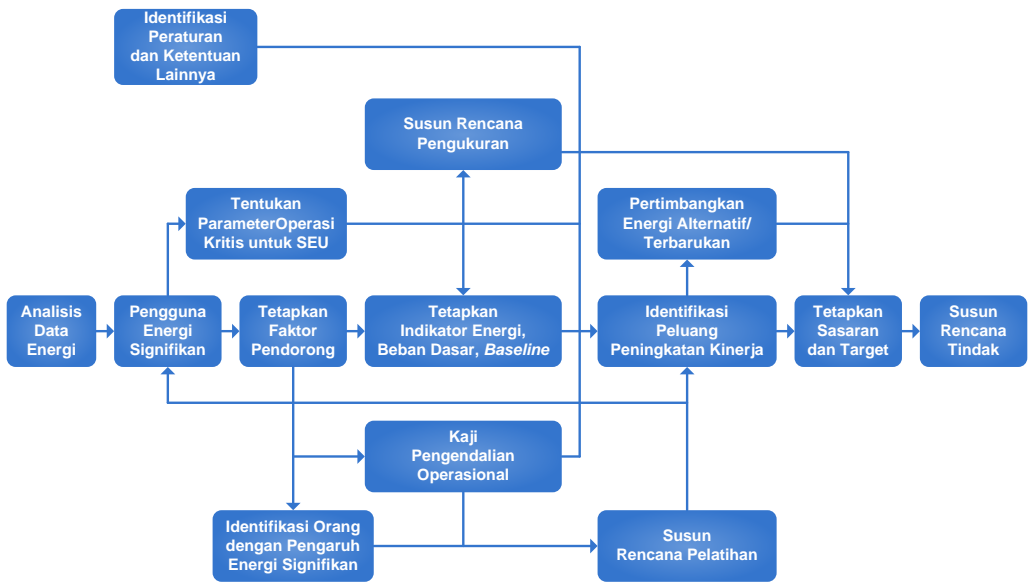 Identifikasi
Peraturan
dan Ketentuan
Lainnya
Susun Rencana
Pengukuran
Tentukan
ParameterOperasi
Kritis untuk SEU
Pertimbangkan
Energi Alternatif/
Terbarukan
Analisis
Data
Energi
Pengguna
Energi
Signifikan
Tetapkan
Faktor
Pendorong
Tetapkan
Indikator Energi,
Beban Dasar, Baseline
Identifikasi
Peluang
Peningkatan Kinerja
Tetapkan
Sasaran
dan Target
Susun
Rencana
Tindak
Kaji
Pengendalian
Operasional
Identifikasi Orang
dengan Pengaruh
Energi Signifikan
Susun
Rencana Pelatihan